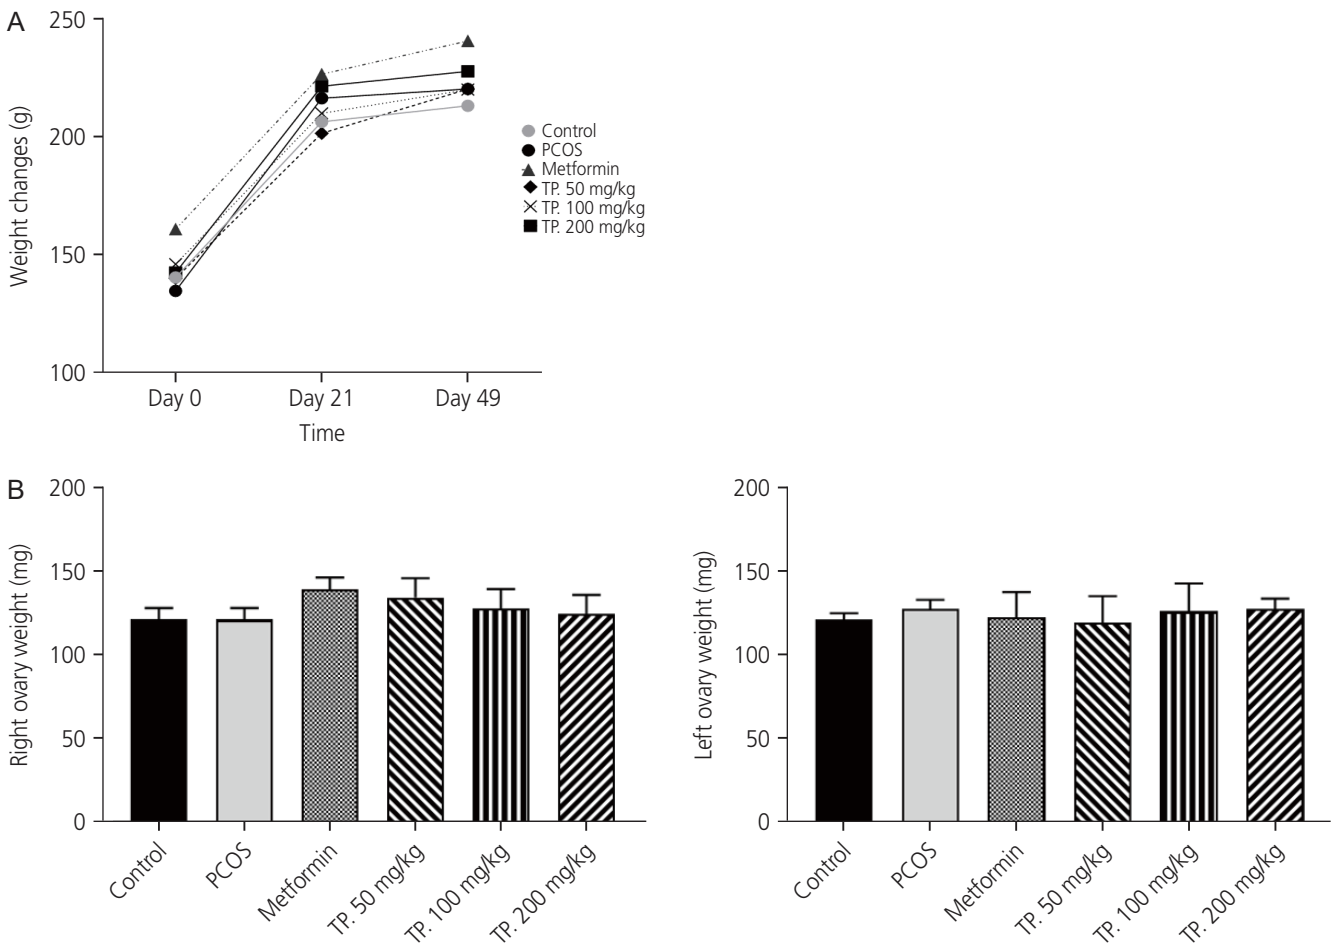 A
250
200
150
100
Weight changes (g)
Day 0
Day 21
Day 49
Time
Control
PCOS
Metformin
TP. 50 mg/kg
TP. 100 mg/kg
TP. 200 mg/kg
B
200
150
100
50
0
Right ovary weight (mg)
Control
PCOS
Metformin
TP. 50 mg/kg
TP. 100 mg/kg
TP. 200 mg/kg
200
150
100
50
0
Left ovary weight (mg)
Control
PCOS
Metformin
TP. 50 mg/kg
TP. 100 mg/kg
TP. 200 mg/kg